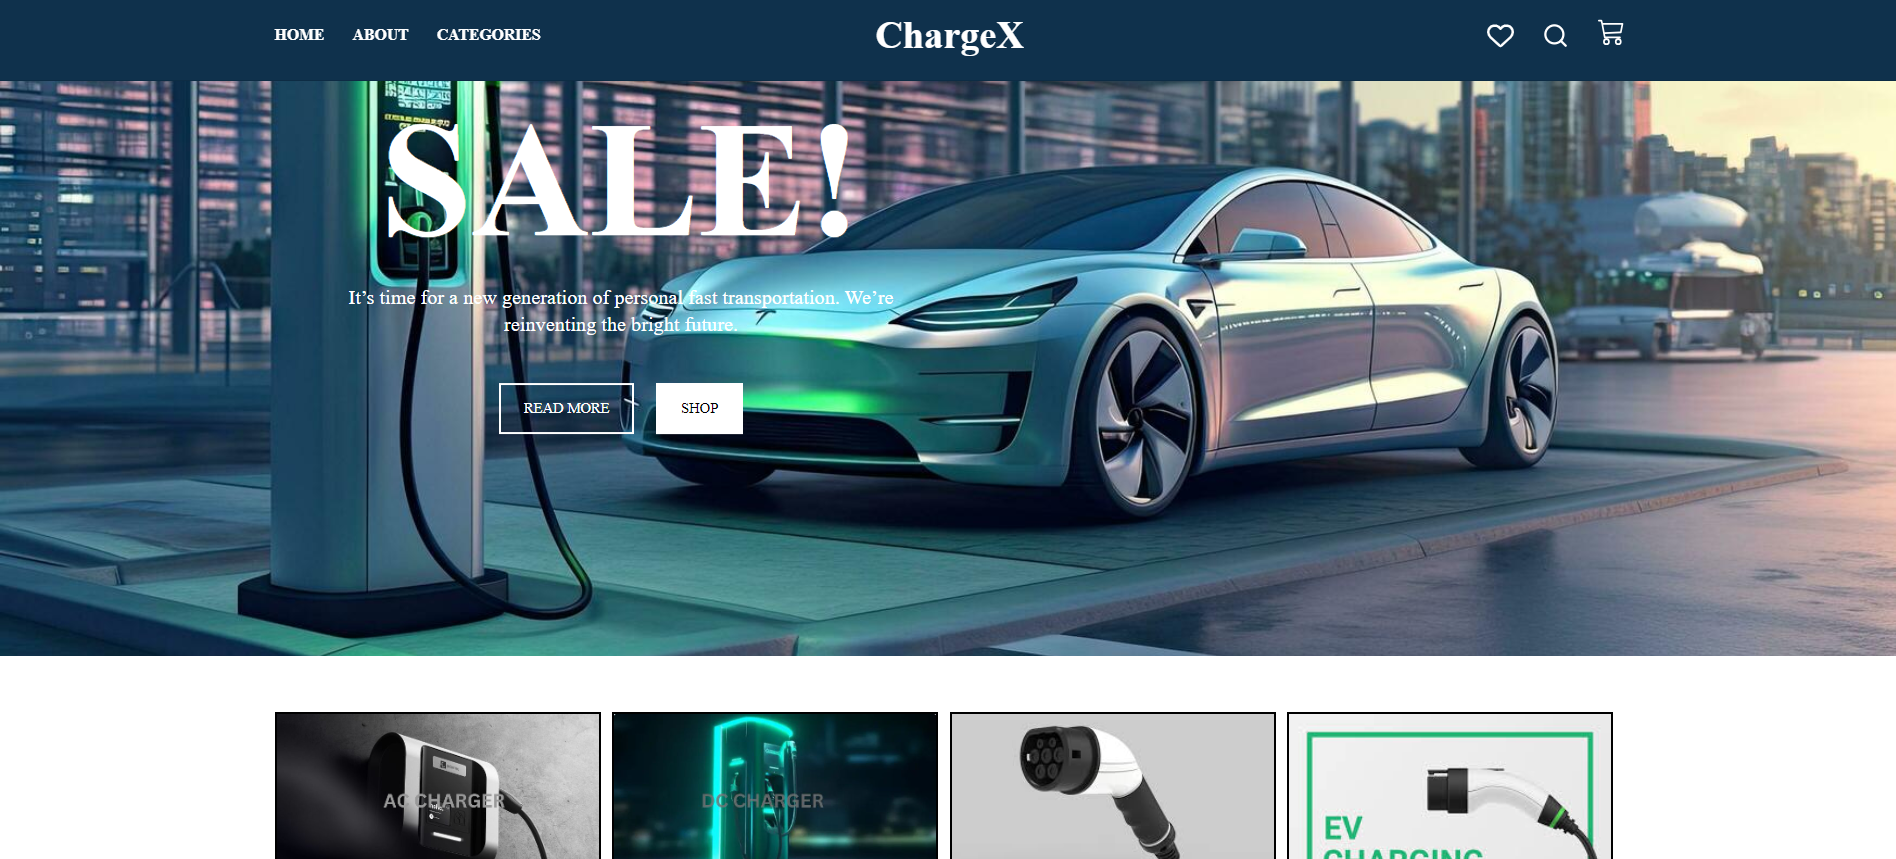 HOME ABOUT CATEGORIES ChargeX
SALE!
It’s time for a new generation of personal fast transportation. We’re
reinventing the bright future.
READ MORE SHOP
AC CHARGER DC CHARGER
EV
CHARGING